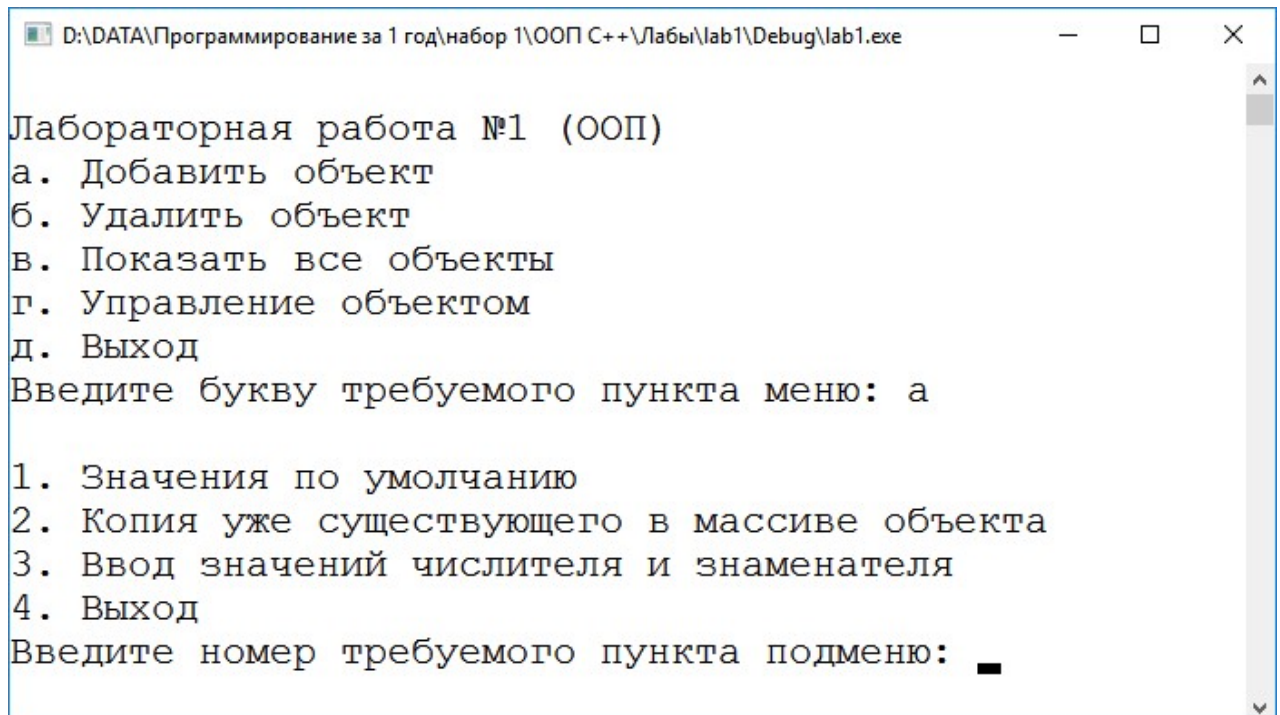 D:\DATA\Программирование за 1 год\набор 1\ООП C++\Лабы\lab1\Debug\lab1.exe
Лабораторная работа №1 (ООП)
а. Добавить объект
б. Удалить объект
в. Показать все объекты
г. Управление объектом
д. Выход
Введите букву требуемого пункта меню: а
1. Значения по умолчанию
2. Копия уже существующего в массиве объекта
3. Ввод значений числителя и знаменателя
4. Выход
Введите номер требуемого пункта подменю: